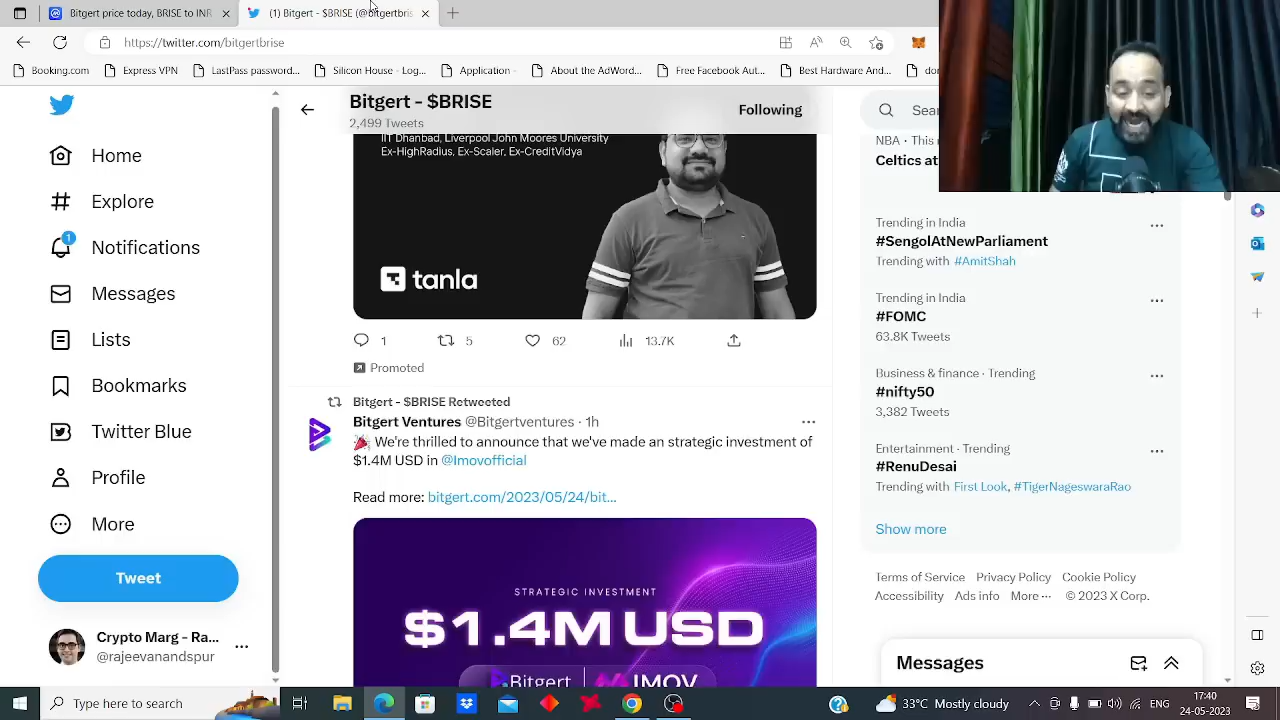 Bitgert price today, BRISE to INR
(1) Bitgert - $BRISE (@bitgertbris
https://twitter.com/bitgertbrise
Booking.com
Express VPN
LastPass password...
Silicon House - Log...
Application
About the AdWor...
Free Facebook Aut...
Best Hardware And...
Bitgert - $BRISE
2,499 Tweets
Following
Home
Explore
Notifications
1
Messages
Lists
Bookmarks
Twitter Blue
Profile
More
Tweet
Crypto Marg - Ra...
@rajeevanandspur
IIT Dhanbad, Liverpool John Moores University
Ex-HighRadius, Ex-Scaler, Ex-CreditVidya
tanla
1
5
62
13.7K
Promoted
Bitgert - $BRISE Retweeted
Bitgert Ventures @Bitgertventures · 1h
We're thrilled to announce that we've made an strategic investment of
$1.4M USD in @Imovofficial
Read more: bitgert.com/2023/05/24/bit...
STRATEGIC INVESTMENT
$1.4M USD
Bitgert | IMOV
NBA · This
Celtics at
Trending in India
#SengolAtNewParliament
Trending with #AmitShah
Trending in India
#FOMC
63.8K Tweets
Business & finance · Trending
#nifty50
3,382 Tweets
Entertainment · Trending
#RenuDesai
Trending with First Look, #TigerNageswaraRao
Show more
Terms of Service Privacy Policy Cookie Policy
Accessibility Ads info More ··· © 2023 X Corp.
Messages
Type here to search
33°C Mostly cloudy
17:40
24-05-2023